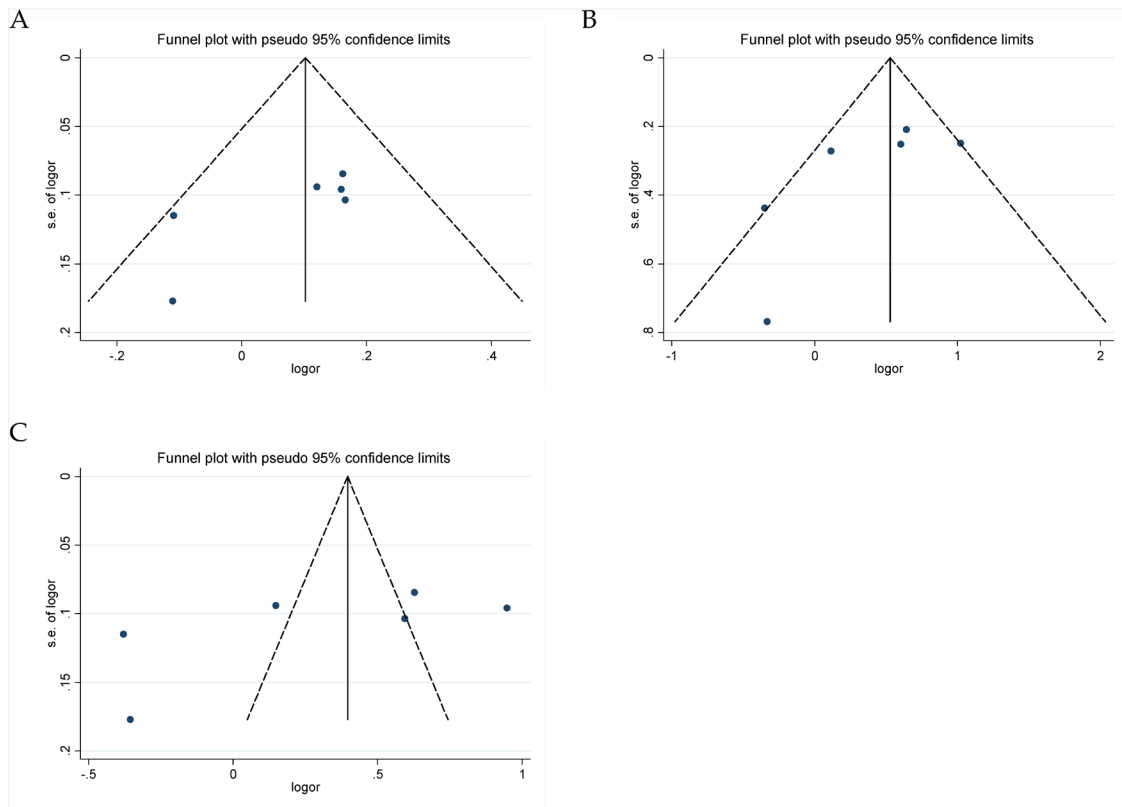 A
Funnel plot with pseudo 95% confidence limits
0
.05
.1
.15
.2
s.e. of logor
-.2
0
.2
.4
logor
B
Funnel plot with pseudo 95% confidence limits
0
.2
.4
.6
.8
s.e. of logor
-1
0
1
2
logor
C
Funnel plot with pseudo 95% confidence limits
0
.05
.1
.15
.2
s.e. of logor
-.5
0
.5
1
logor